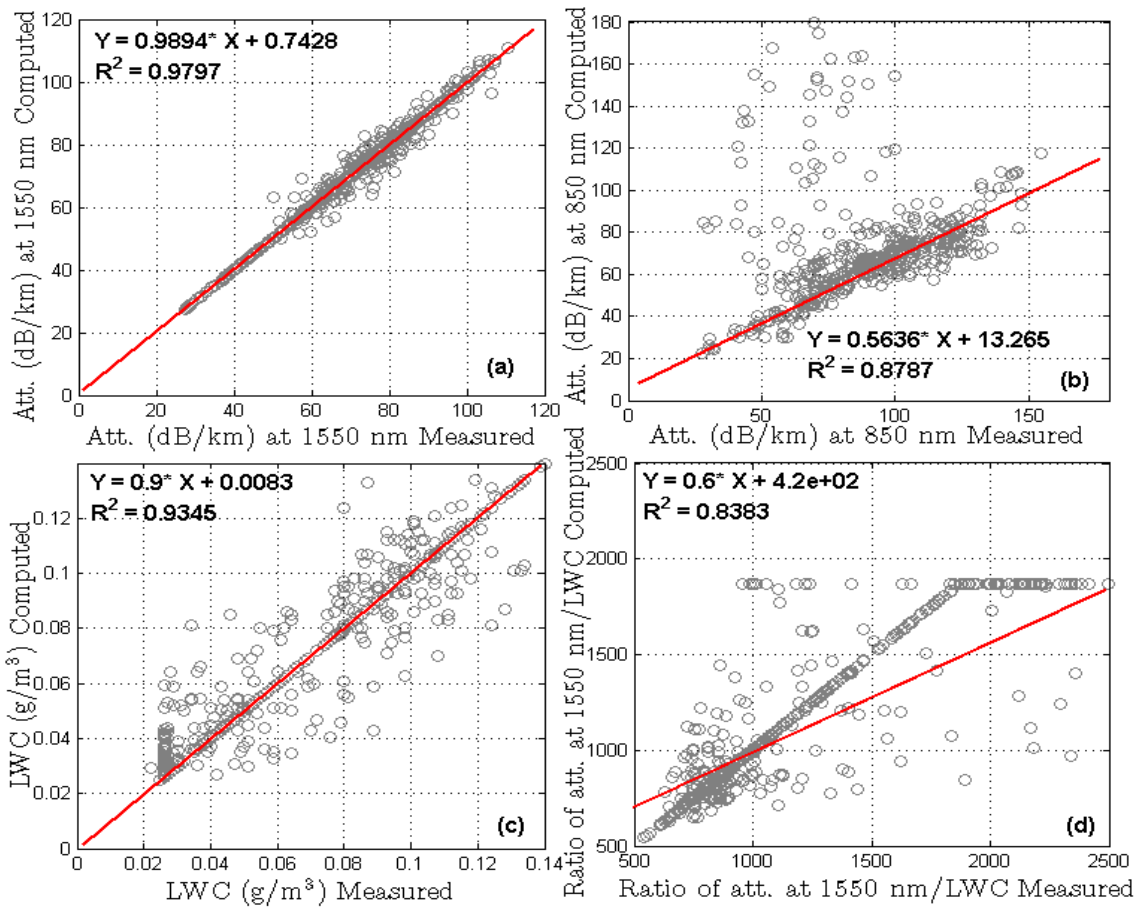 120
100
80
60
40
20
0
Att. (dB/km) at 1550 nm Computed
Y = 0.9894* X + 0.7428
R² = 0.9797
(a)
0 20 40 60 80 100 120
Att. (dB/km) at 1550 nm Measured
180
160
140
120
100
80
60
40
20
0
Att. (dB/km) at 850 nm Computed
Y = 0.5636* X + 13.265
R² = 0.8787
(b)
0 50 100 150
Att. (dB/km) at 850 nm Measured
0.12
0.1
0.08
0.06
0.04
0.02
0
LWC (g/m³) Computed
Y = 0.9* X + 0.0083
R² = 0.9345
(c)
0 0.02 0.04 0.06 0.08 0.1 0.12 0.14
LWC (g/m³) Measured
2500
2000
1500
1000
500
Ratio of att. at 1550 nm/LWC Computed
Y = 0.6* X + 4.2e+02
R² = 0.8383
(d)
500 1000 1500 2000 2500
Ratio of att. at 1550 nm/LWC Measured